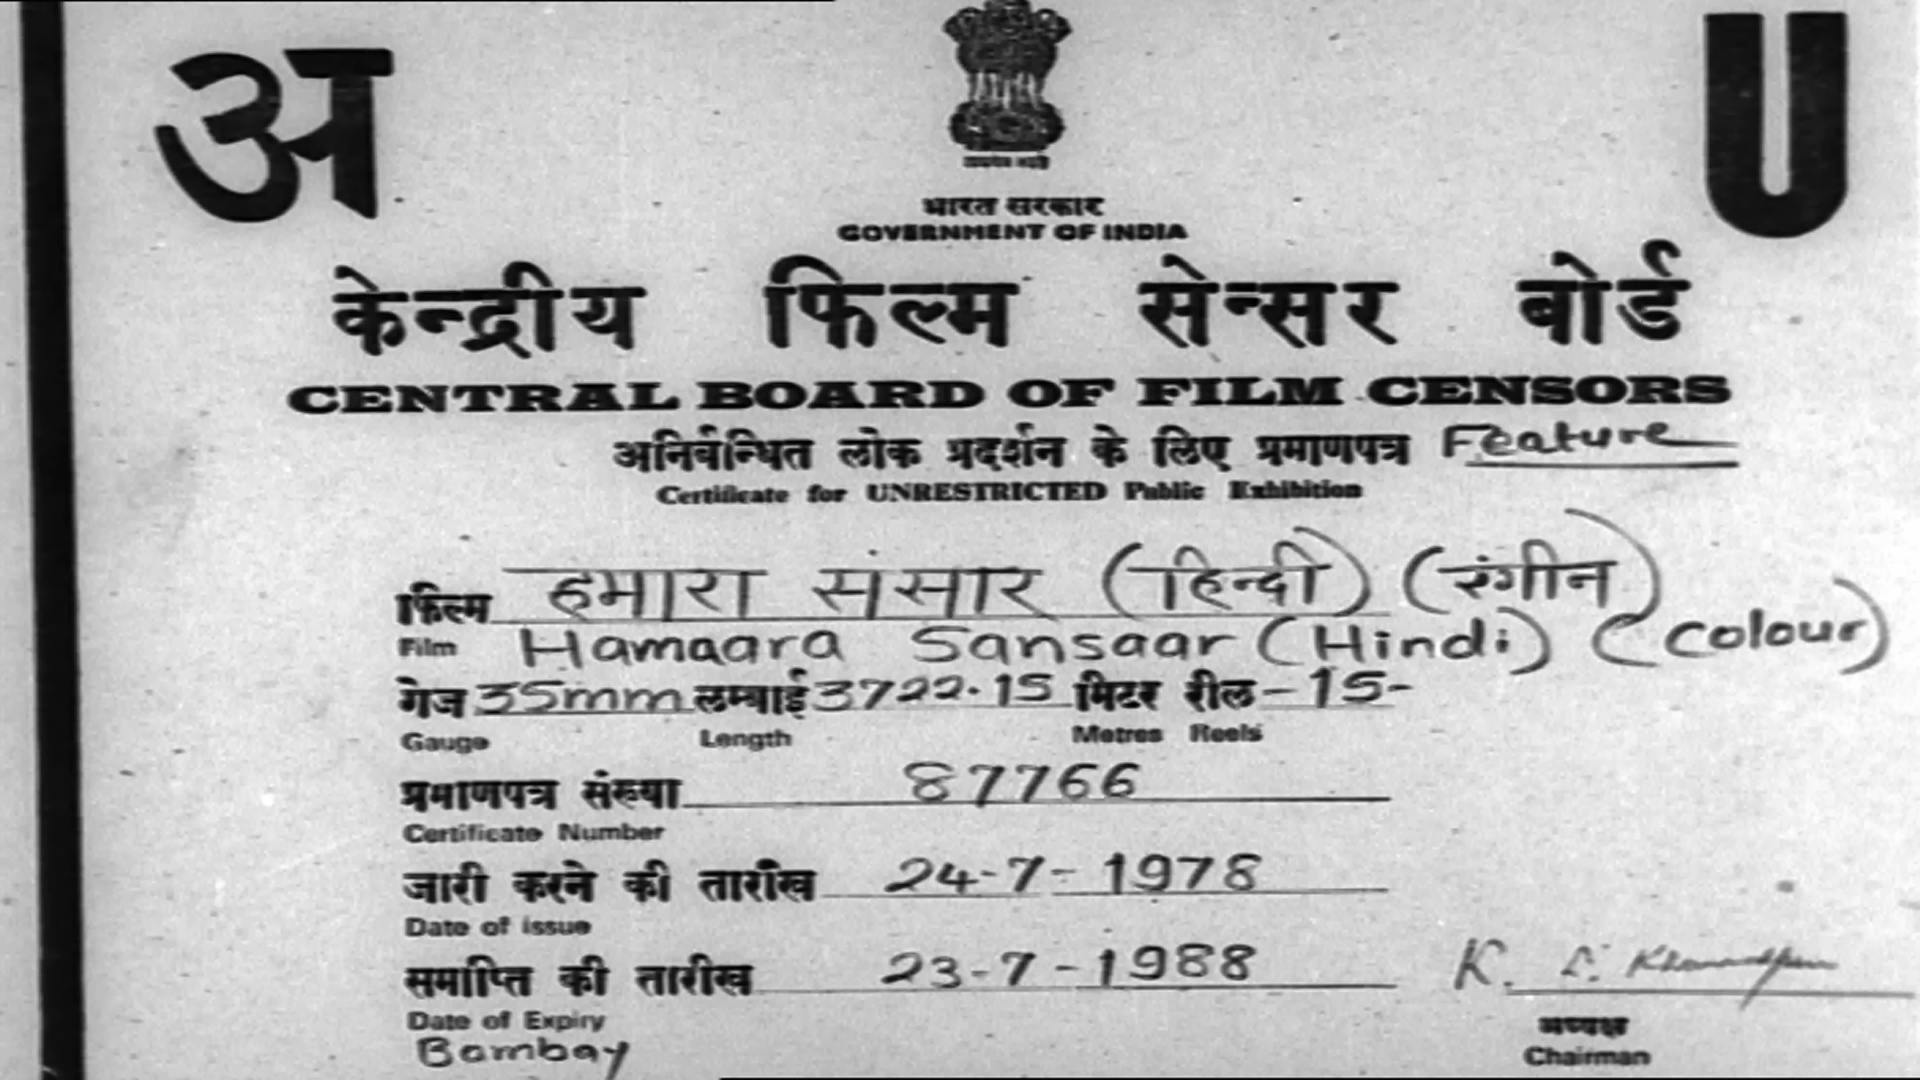 अ U
भारत सरकार
GOVERNMENT OF INDIA
केन्द्रीय फिल्म सेन्सर बोर्ड
CENTRAL BOARD OF FILM CENSORS
अनिर्बन्धित लोक प्रदर्शन के लिए प्रमाणपत्र Feature
Certificate for UNRESTRICTED Public Exhibition
फिल्म हमारा संसार (हिन्दी) (रंगीन)
Film Hamaara Sansaar (Hindi) (Colour)
गेज 35mm लम्बाई 3722.15 मिटर रील -15-
Gauge Length Metres Reels
प्रमाणपत्र संख्या 87766
Certificate Number
जारी करने की तारीख 24-7-1978
Date of issue
समाप्ति की तारीख 23-7-1988
Date of Expiry
K.
Bombay
अध्यक्ष
Chairman